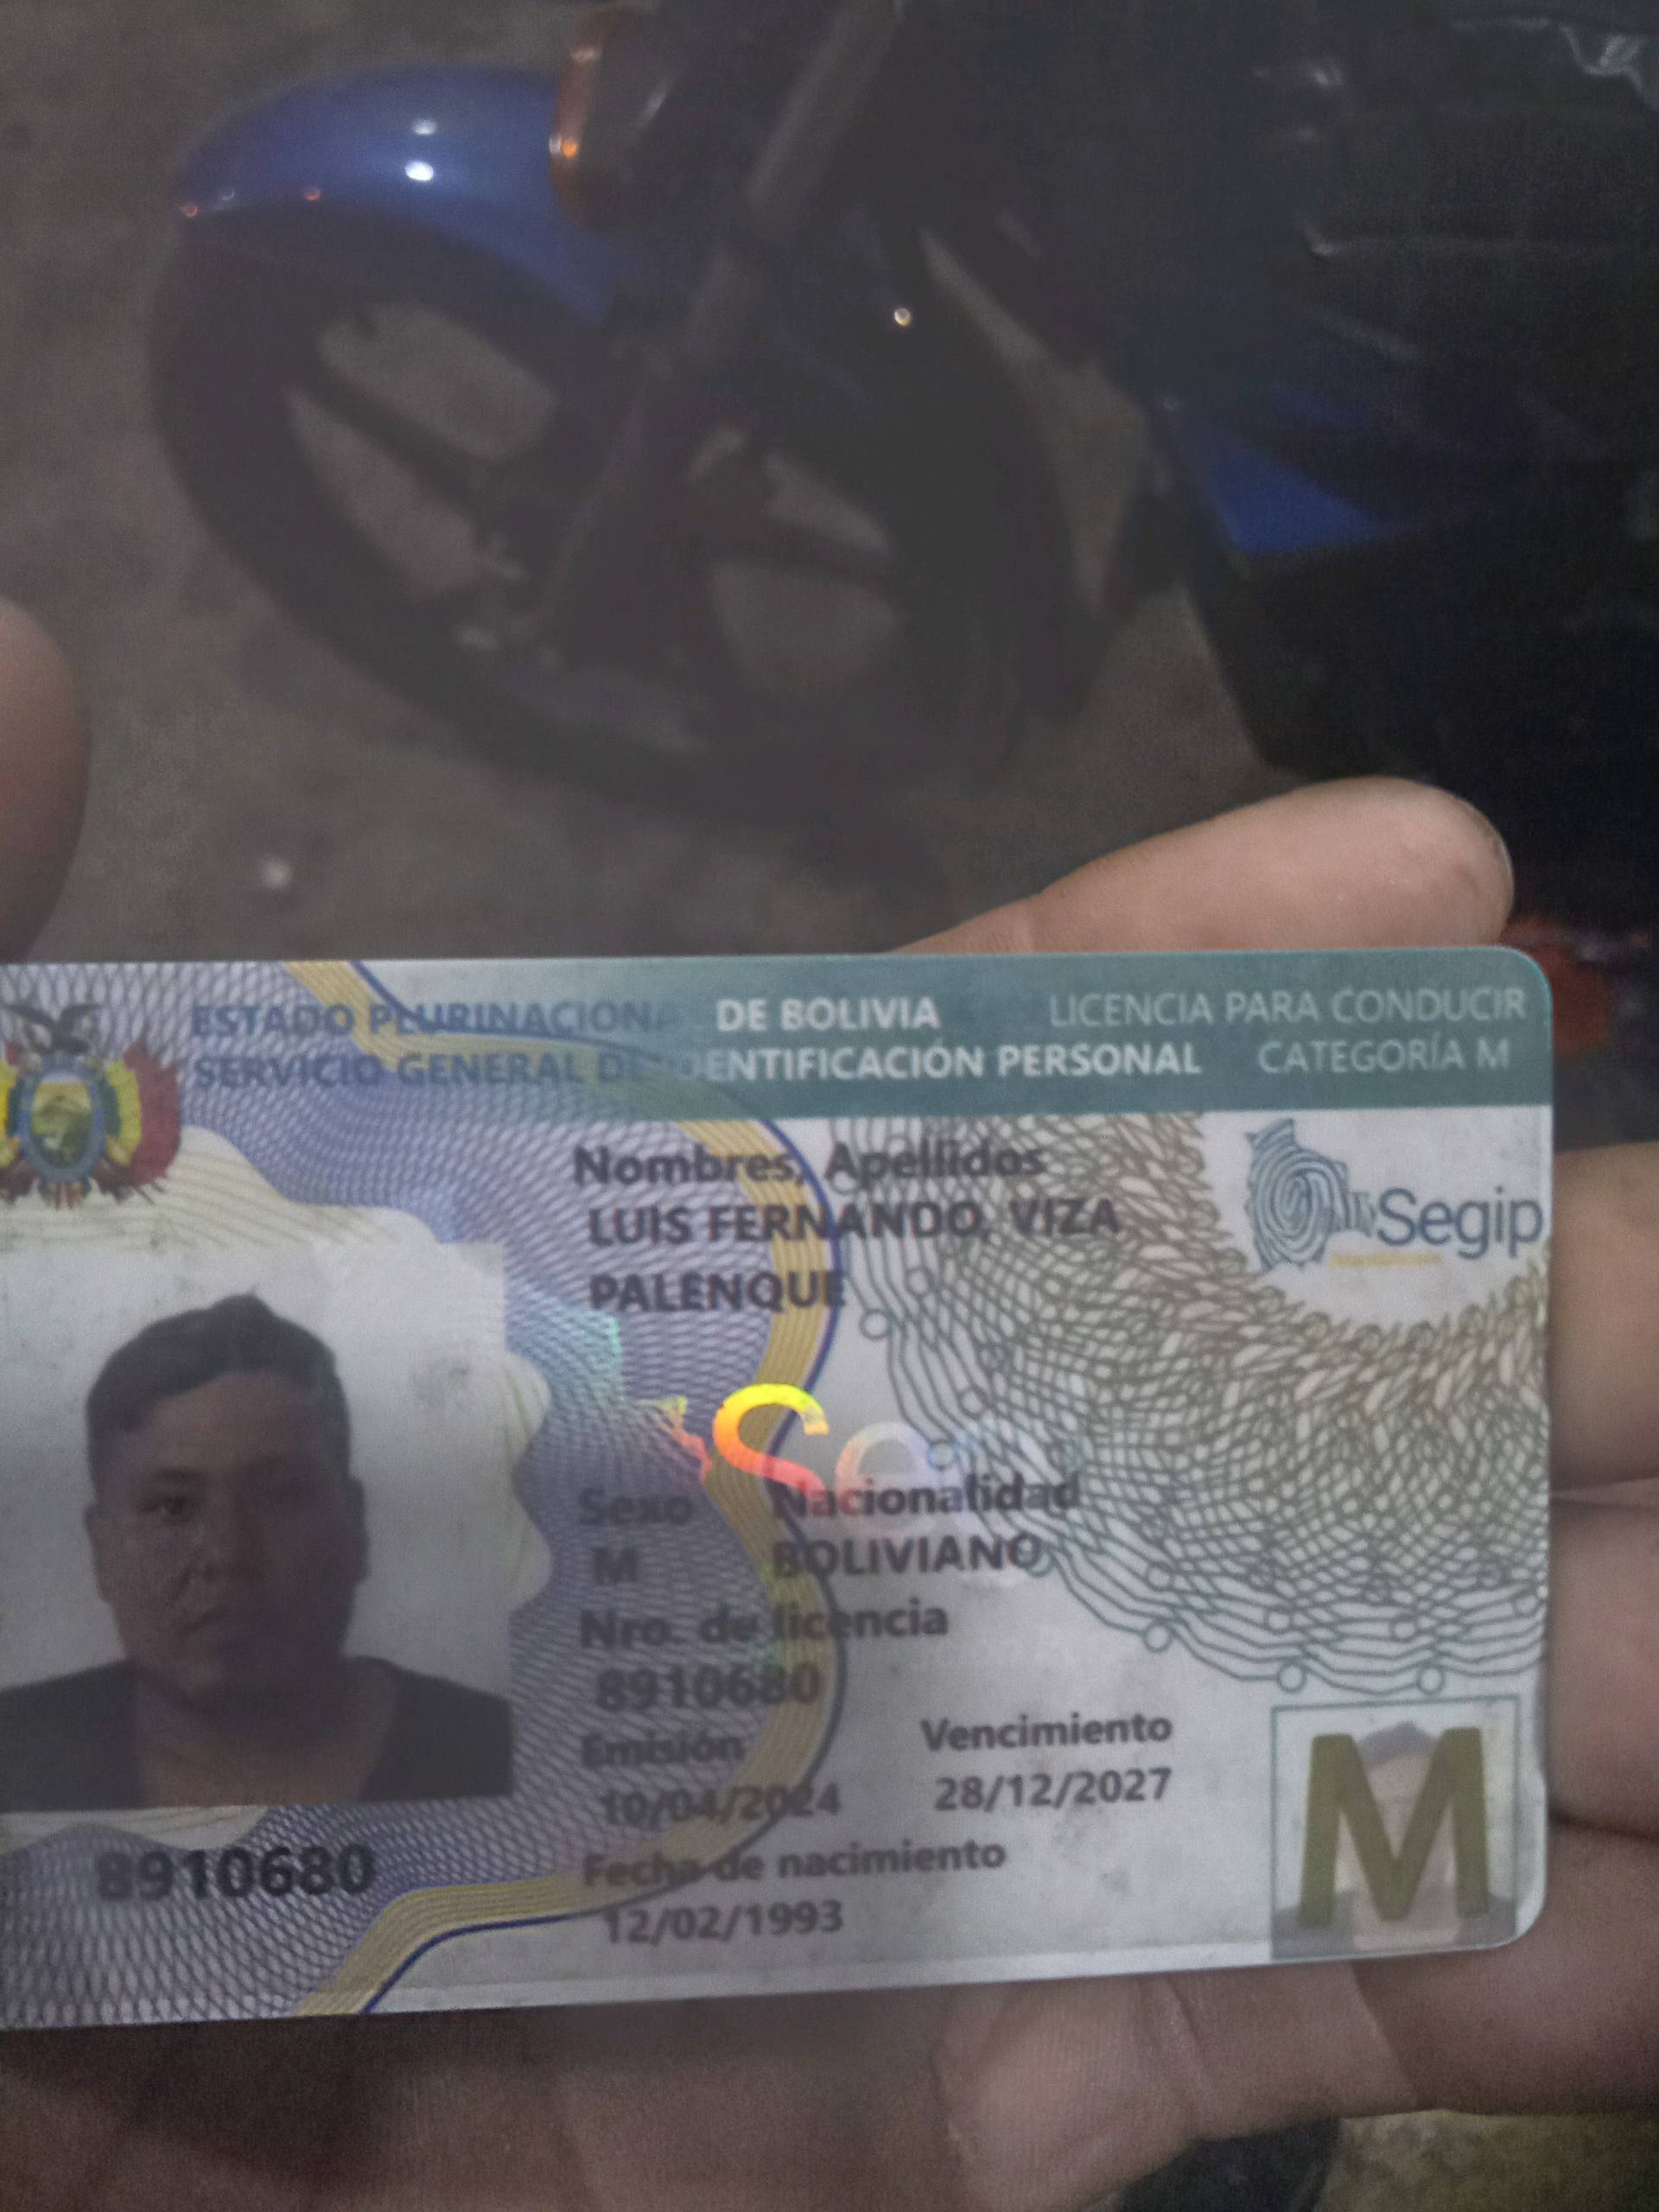 ESTADO PLURINACIONAL DE BOLIVIA
SERVICIO GENERAL DE IDENTIFICACIÓN PERSONAL
LICENCIA PARA CONDUCIR
CATEGORÍA M
Segip
Nombres, Apellidos
LUIS FERNANDO, VIZA
PALENQUE
Se
Sexo Nacionalidad
M BOLIVIANO
Nro. de licencia
8910680
Emisión Vencimiento
10/04/2024 28/12/2027
Fecha de nacimiento
12/02/1993
8910680
M